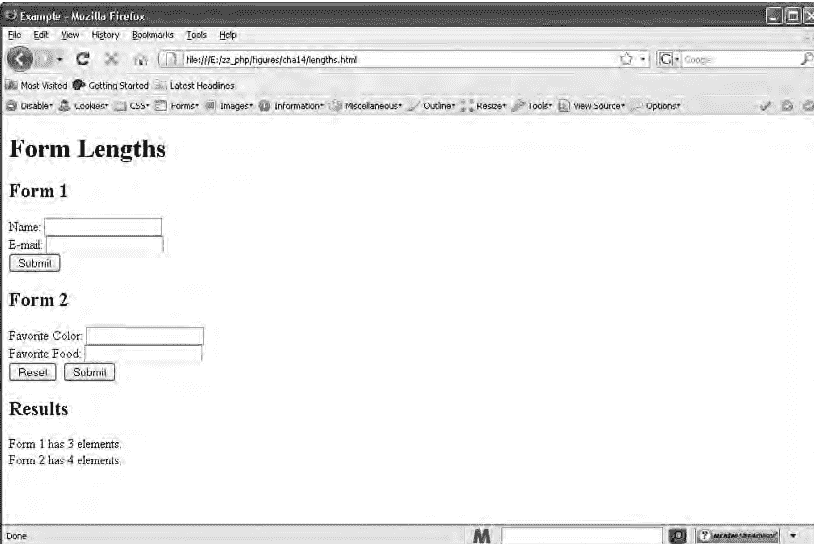 Example - Mozilla Firefox
File Edit View History Bookmarks Tools Help
file:///E:/zz_php/figures/cha14/lengths.html
Google
Most Visited Getting Started Latest Headlines
Disable Cookies CSS Forms Images Information Miscellaneous Outline Resize Tools View Source Options
Form Lengths
Form 1
Name:
E-mail:
Submit
Form 2
Favorite Color:
Favorite Food:
Reset Submit
Results
Form 1 has 3 elements.
Form 2 has 4 elements.
Done
M